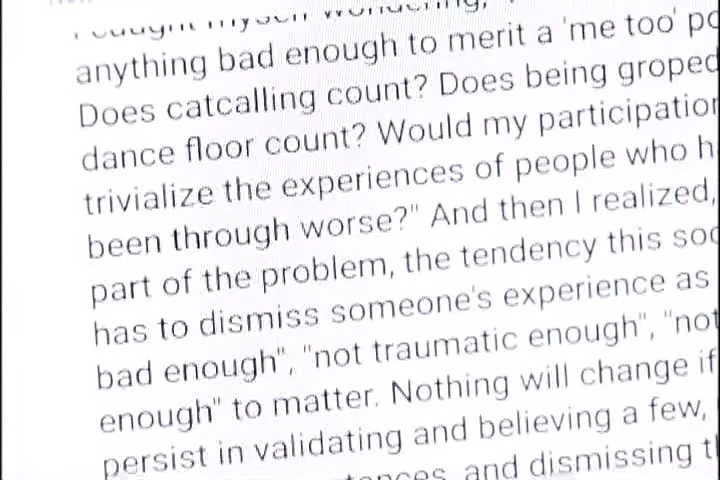 anything bad enough to merit a 'me too'
Does catcalling count? Does being groped
dance floor count? Would my participation
trivialize the experiences of people who
been through worse?" And then I realized,
part of the problem, the tendency this
has to dismiss someone's experience as
bad enough", "not traumatic enough", "not
enough" to matter. Nothing will change if
persist in validating and believing a few,
and dismissing